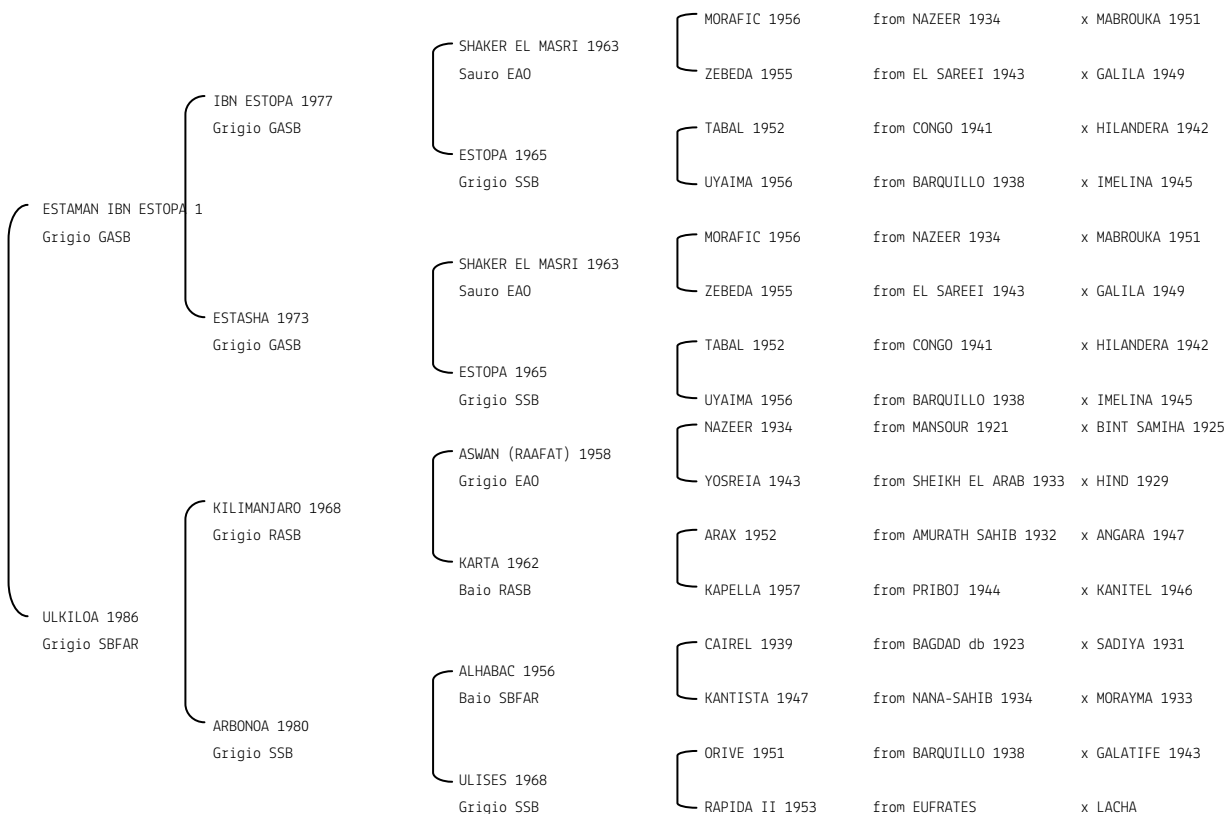 MORAFIC 1956 from NAZEER 1934 x MABROUKA 1951
SHAKER EL MASRI 1963
Sauro EAO
ZEBEDA 1955 from EL SAREEI 1943 x GALILA 1949
IBN ESTOPA 1977
Grigio GASB
TABAL 1952 from CONGO 1941 x HILANDERA 1942
ESTOPA 1965
Grigio SSB
UYAIMA 1956 from BARQUILLO 1938 x IMELINA 1945
ESTAMAN IBN ESTOPA 1
Grigio GASB
MORAFIC 1956 from NAZEER 1934 x MABROUKA 1951
SHAKER EL MASRI 1963
Sauro EAO
ZEBEDA 1955 from EL SAREEI 1943 x GALILA 1949
ESTASHA 1973
Grigio GASB
TABAL 1952 from CONGO 1941 x HILANDERA 1942
ESTOPA 1965
Grigio SSB
UYAIMA 1956 from BARQUILLO 1938 x IMELINA 1945
NAZEER 1934 from MANSOUR 1921 x BINT SAMIHA 1925
ASWAN (RAAFAT) 1958
Grigio EAO
YOSREIA 1943 from SHEIKH EL ARAB 1933 x HIND 1929
KILIMANJARO 1968
Grigio RASB
ARAX 1952 from AMURATH SAHIB 1932 x ANGARA 1947
KARTA 1962
Baio RASB
KAPELLA 1957 from PRIBOJ 1944 x KANITEL 1946
ULKILOA 1986
Grigio SBFAR
CAIREL 1939 from BAGDAD db 1923 x SADIYA 1931
ALHABAC 1956
Baio SBFAR
KANTISTA 1947 from NANA-SAHIB 1934 x MORAYMA 1933
ARBONOA 1980
Grigio SSB
ORIVE 1951 from BARQUILLO 1938 x GALATIFE 1943
ULISES 1968
Grigio SSB
RAPIDA II 1953 from EUFRATES x LACHA